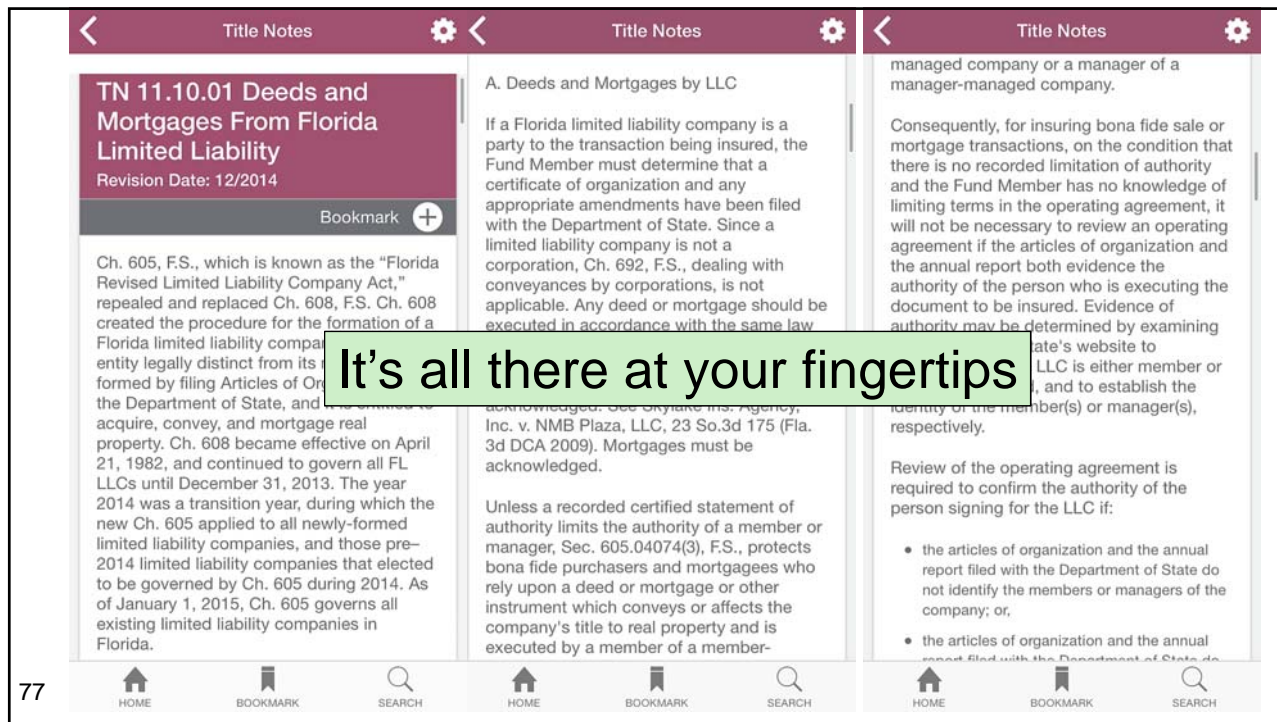 Title Notes
TN 11.10.01 Deeds and
Mortgages From Florida
Limited Liability
Revision Date: 12/2014
Bookmark
Ch. 605, F.S., which is known as the “Florida
Revised Limited Liability Company Act,”
repealed and replaced Ch. 608, F.S. Ch. 608
created the procedure for the formation of a
Florida limited liability
entity legally distinct from its
formed by filing Articles of
the Department of State, and
acquire, convey, and mortgage real
property. Ch. 608 became effective on April
21, 1982, and continued to govern all FL
LLCs until December 31, 2013. The year
2014 was a transition year, during which the
new Ch. 605 applied to all newly-formed
limited liability companies, and those pre–
2014 limited liability companies that elected
to be governed by Ch. 605 during 2014. As
of January 1, 2015, Ch. 605 governs all
existing limited liability companies in
Florida.
HOME BOOKMARK SEARCH
Title Notes
A. Deeds and Mortgages by LLC
If a Florida limited liability company is a
party to the transaction being insured, the
Fund Member must determine that a
certificate of organization and any
appropriate amendments have been filed
with the Department of State. Since a
limited liability company is not a
corporation, Ch. 692, F.S., dealing with
conveyances by corporations, is not
applicable. Any deed or mortgage should be
executed in accordance with the same law
acknowledged. See Skylake Ins. Agency,
Inc. v. NMB Plaza, LLC, 23 So.3d 175 (Fla.
3d DCA 2009). Mortgages must be
acknowledged.
Unless a recorded certified statement of
authority limits the authority of a member or
manager, Sec. 605.04074(3), F.S., protects
bona fide purchasers and mortgagees who
rely upon a deed or mortgage or other
instrument which conveys or affects the
company's title to real property and is
executed by a member of a member-
HOME BOOKMARK SEARCH
Title Notes
managed company or a manager of a
manager-managed company.
Consequently, for insuring bona fide sale or
mortgage transactions, on the condition that
there is no recorded limitation of authority
and the Fund Member has no knowledge of
limiting terms in the operating agreement, it
will not be necessary to review an operating
agreement if the articles of organization and
the annual report both evidence the
authority of the person who is executing the
document to be insured. Evidence of
authority may be determined by examining
website to
LLC is either member or
and to establish the
identity of the member(s) or manager(s),
respectively.
Review of the operating agreement is
required to confirm the authority of the
person signing for the LLC if:
• the articles of organization and the annual
report filed with the Department of State do
not identify the members or managers of the
company; or,
• the articles of organization and the annual
report filed with the Department of State do
HOME BOOKMARK SEARCH
It’s all there at your fingertips
77